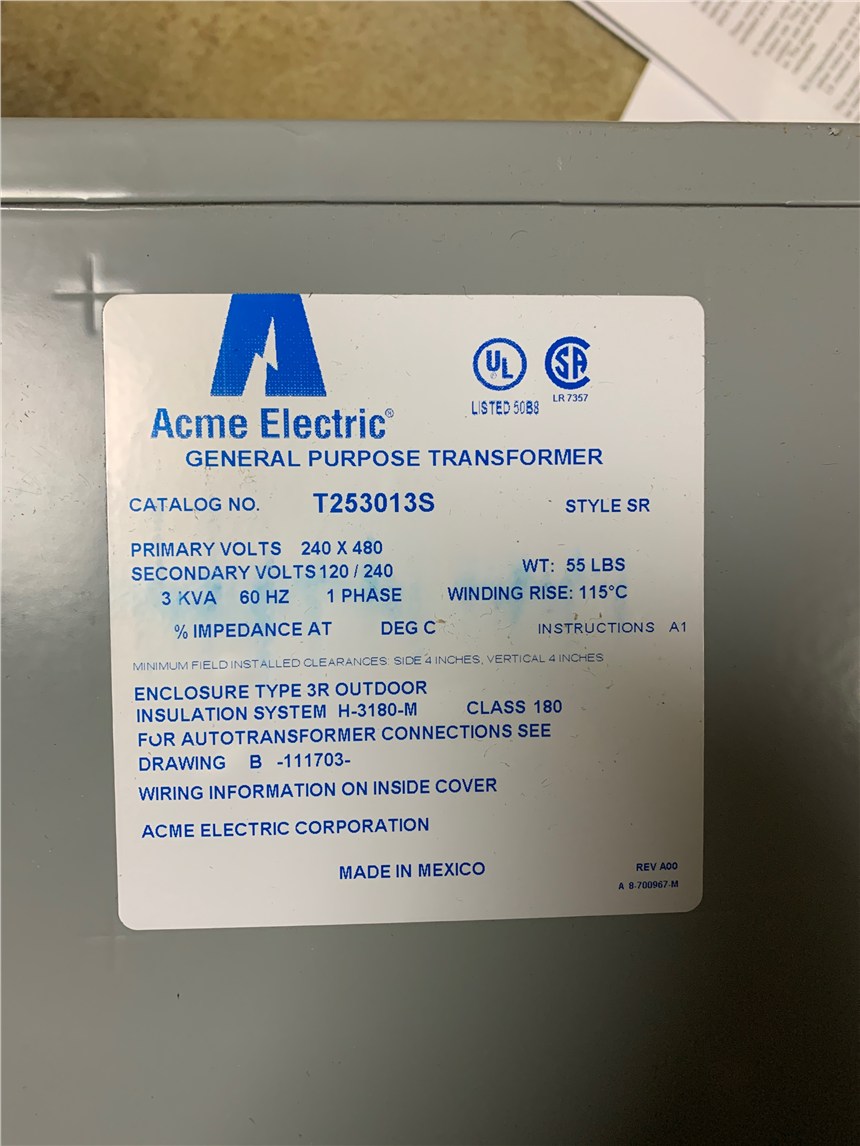 UL
®
SA
LR 7357
LISTED 50B8
Acme Electric®
GENERAL PURPOSE TRANSFORMER
CATALOG NO. T253013S STYLE SR
PRIMARY VOLTS 240 X 480
SECONDARY VOLTS 120 / 240 WT: 55 LBS
3 KVA 60 HZ 1 PHASE WINDING RISE: 115°C
% IMPEDANCE AT DEG C INSTRUCTIONS A1
MINIMUM FIELD INSTALLED CLEARANCES: SIDE 4 INCHES, VERTICAL 4 INCHES
ENCLOSURE TYPE 3R OUTDOOR
INSULATION SYSTEM H-3180-M CLASS 180
FOR AUTOTRANSFORMER CONNECTIONS SEE
DRAWING B -111703-
WIRING INFORMATION ON INSIDE COVER
ACME ELECTRIC CORPORATION
MADE IN MEXICO
REV A00
A 8-700967-M